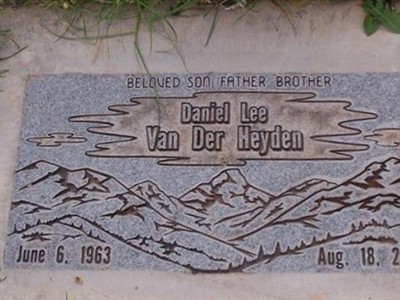 BELOVED SON, FATHER, BROTHER
Daniel Lee
Van Der Heyden
June 6, 1963
Aug. 18, 2